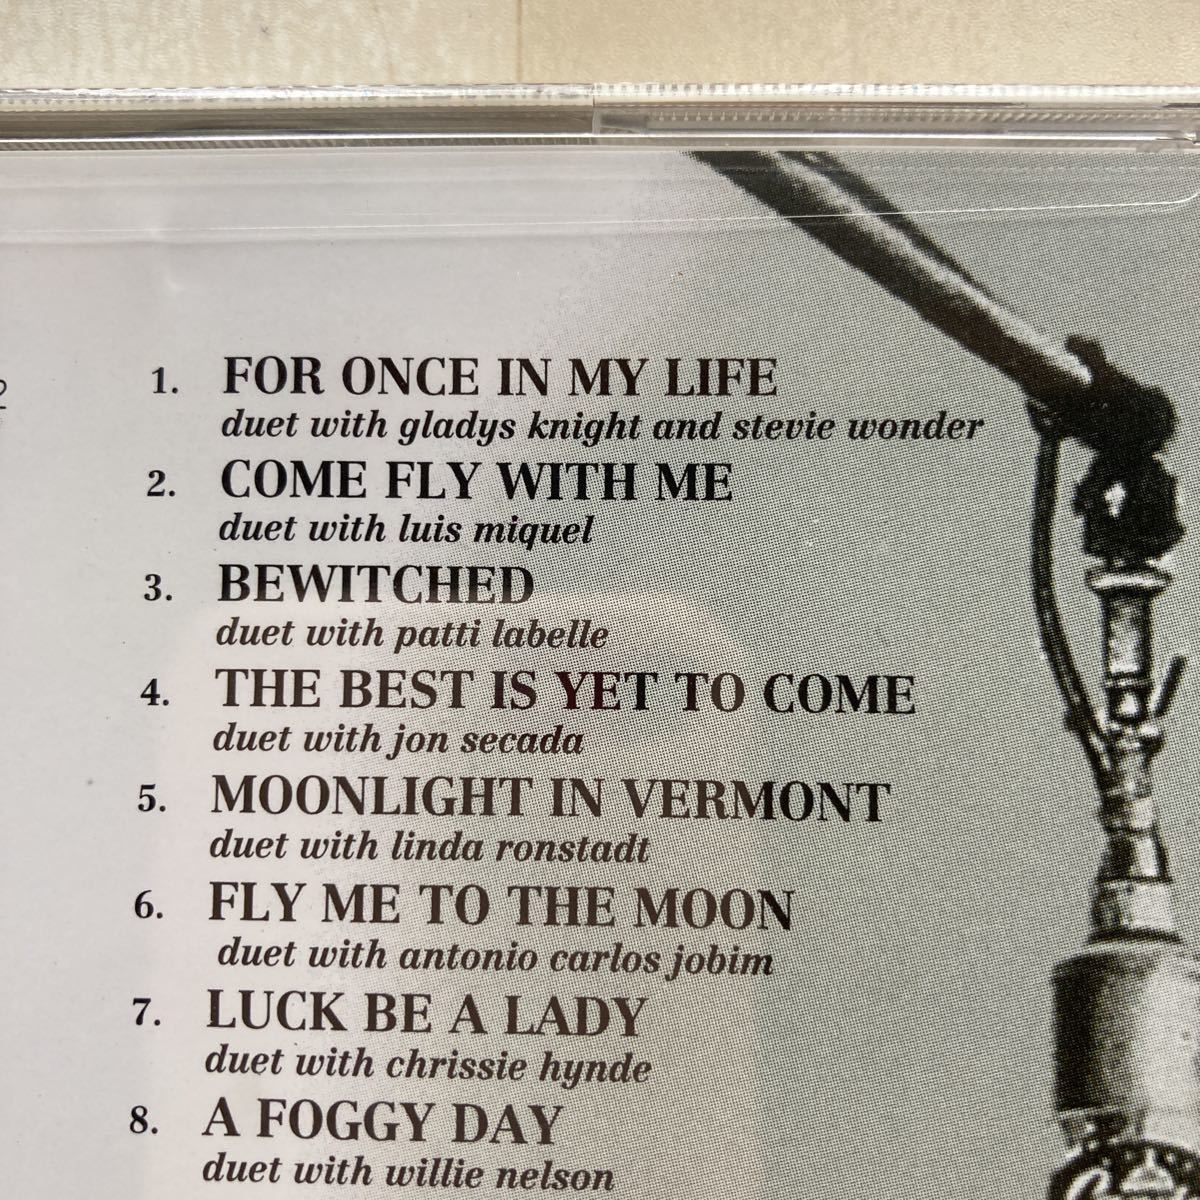 1. FOR ONCE IN MY LIFE
duet with gladys knight and stevie wonder
2. COME FLY WITH ME
duet with luis miquel
3. BEWITCHED
duet with patti labelle
4. THE BEST IS YET TO COME
duet with jon secada
5. MOONLIGHT IN VERMONT
duet with linda ronstadt
6. FLY ME TO THE MOON
duet with antonio carlos jobim
7. LUCK BE A LADY
duet with chrissie hynde
8. A FOGGY DAY
duet with willie nelson